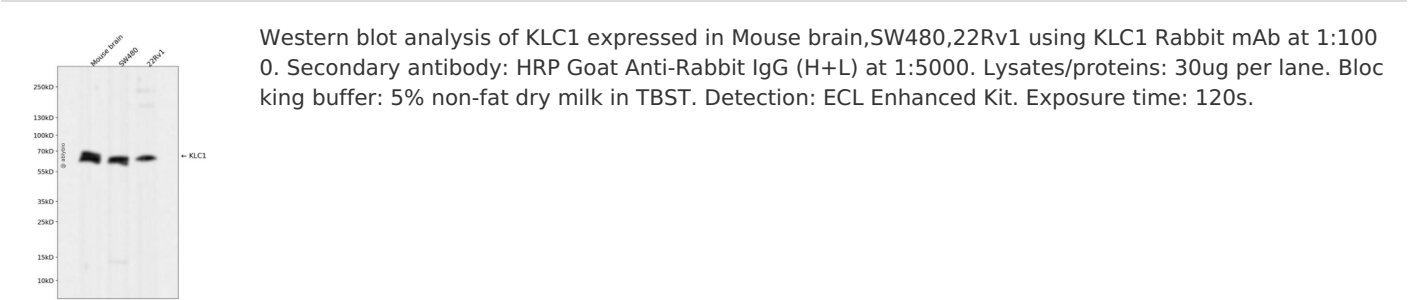 Mouse brain
SW480
22Rv1
250kD
130kD
100kD
70kD
55kD
35kD
25kD
15kD
10kD
@ ablybio
← KLC1
Western blot analysis of KLC1 expressed in Mouse brain,SW480,22Rv1 using KLC1 Rabbit mAb at 1:100
0. Secondary antibody: HRP Goat Anti-Rabbit IgG (H+L) at 1:5000. Lysates/proteins: 30ug per lane. Bloc
king buffer: 5% non-fat dry milk in TBST. Detection: ECL Enhanced Kit. Exposure time: 120s.